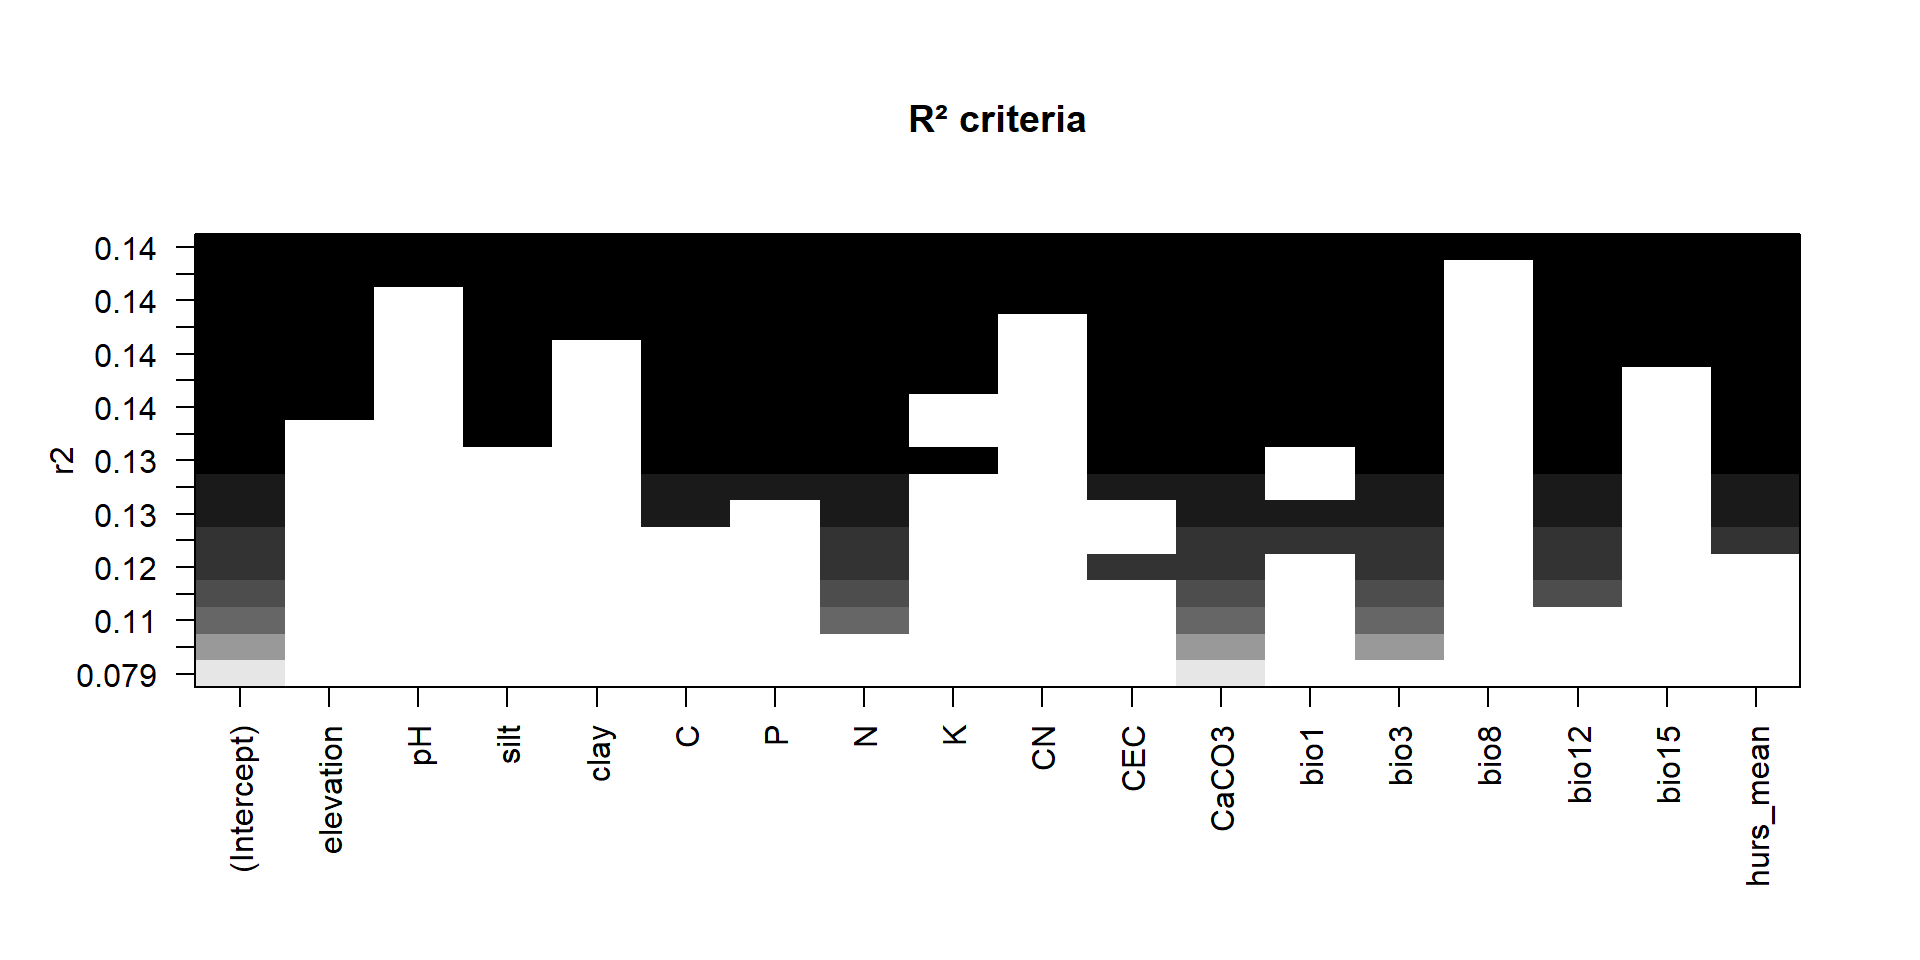 R² criteria
r2
0.14
0.14
0.14
0.14
0.13
0.13
0.12
0.11
0.079
(Intercept)
elevation
pH
silt
clay
C
P
N
K
CN
CEC
CaCO3
bio1
bio3
bio8
bio12
bio15
hurs_mean